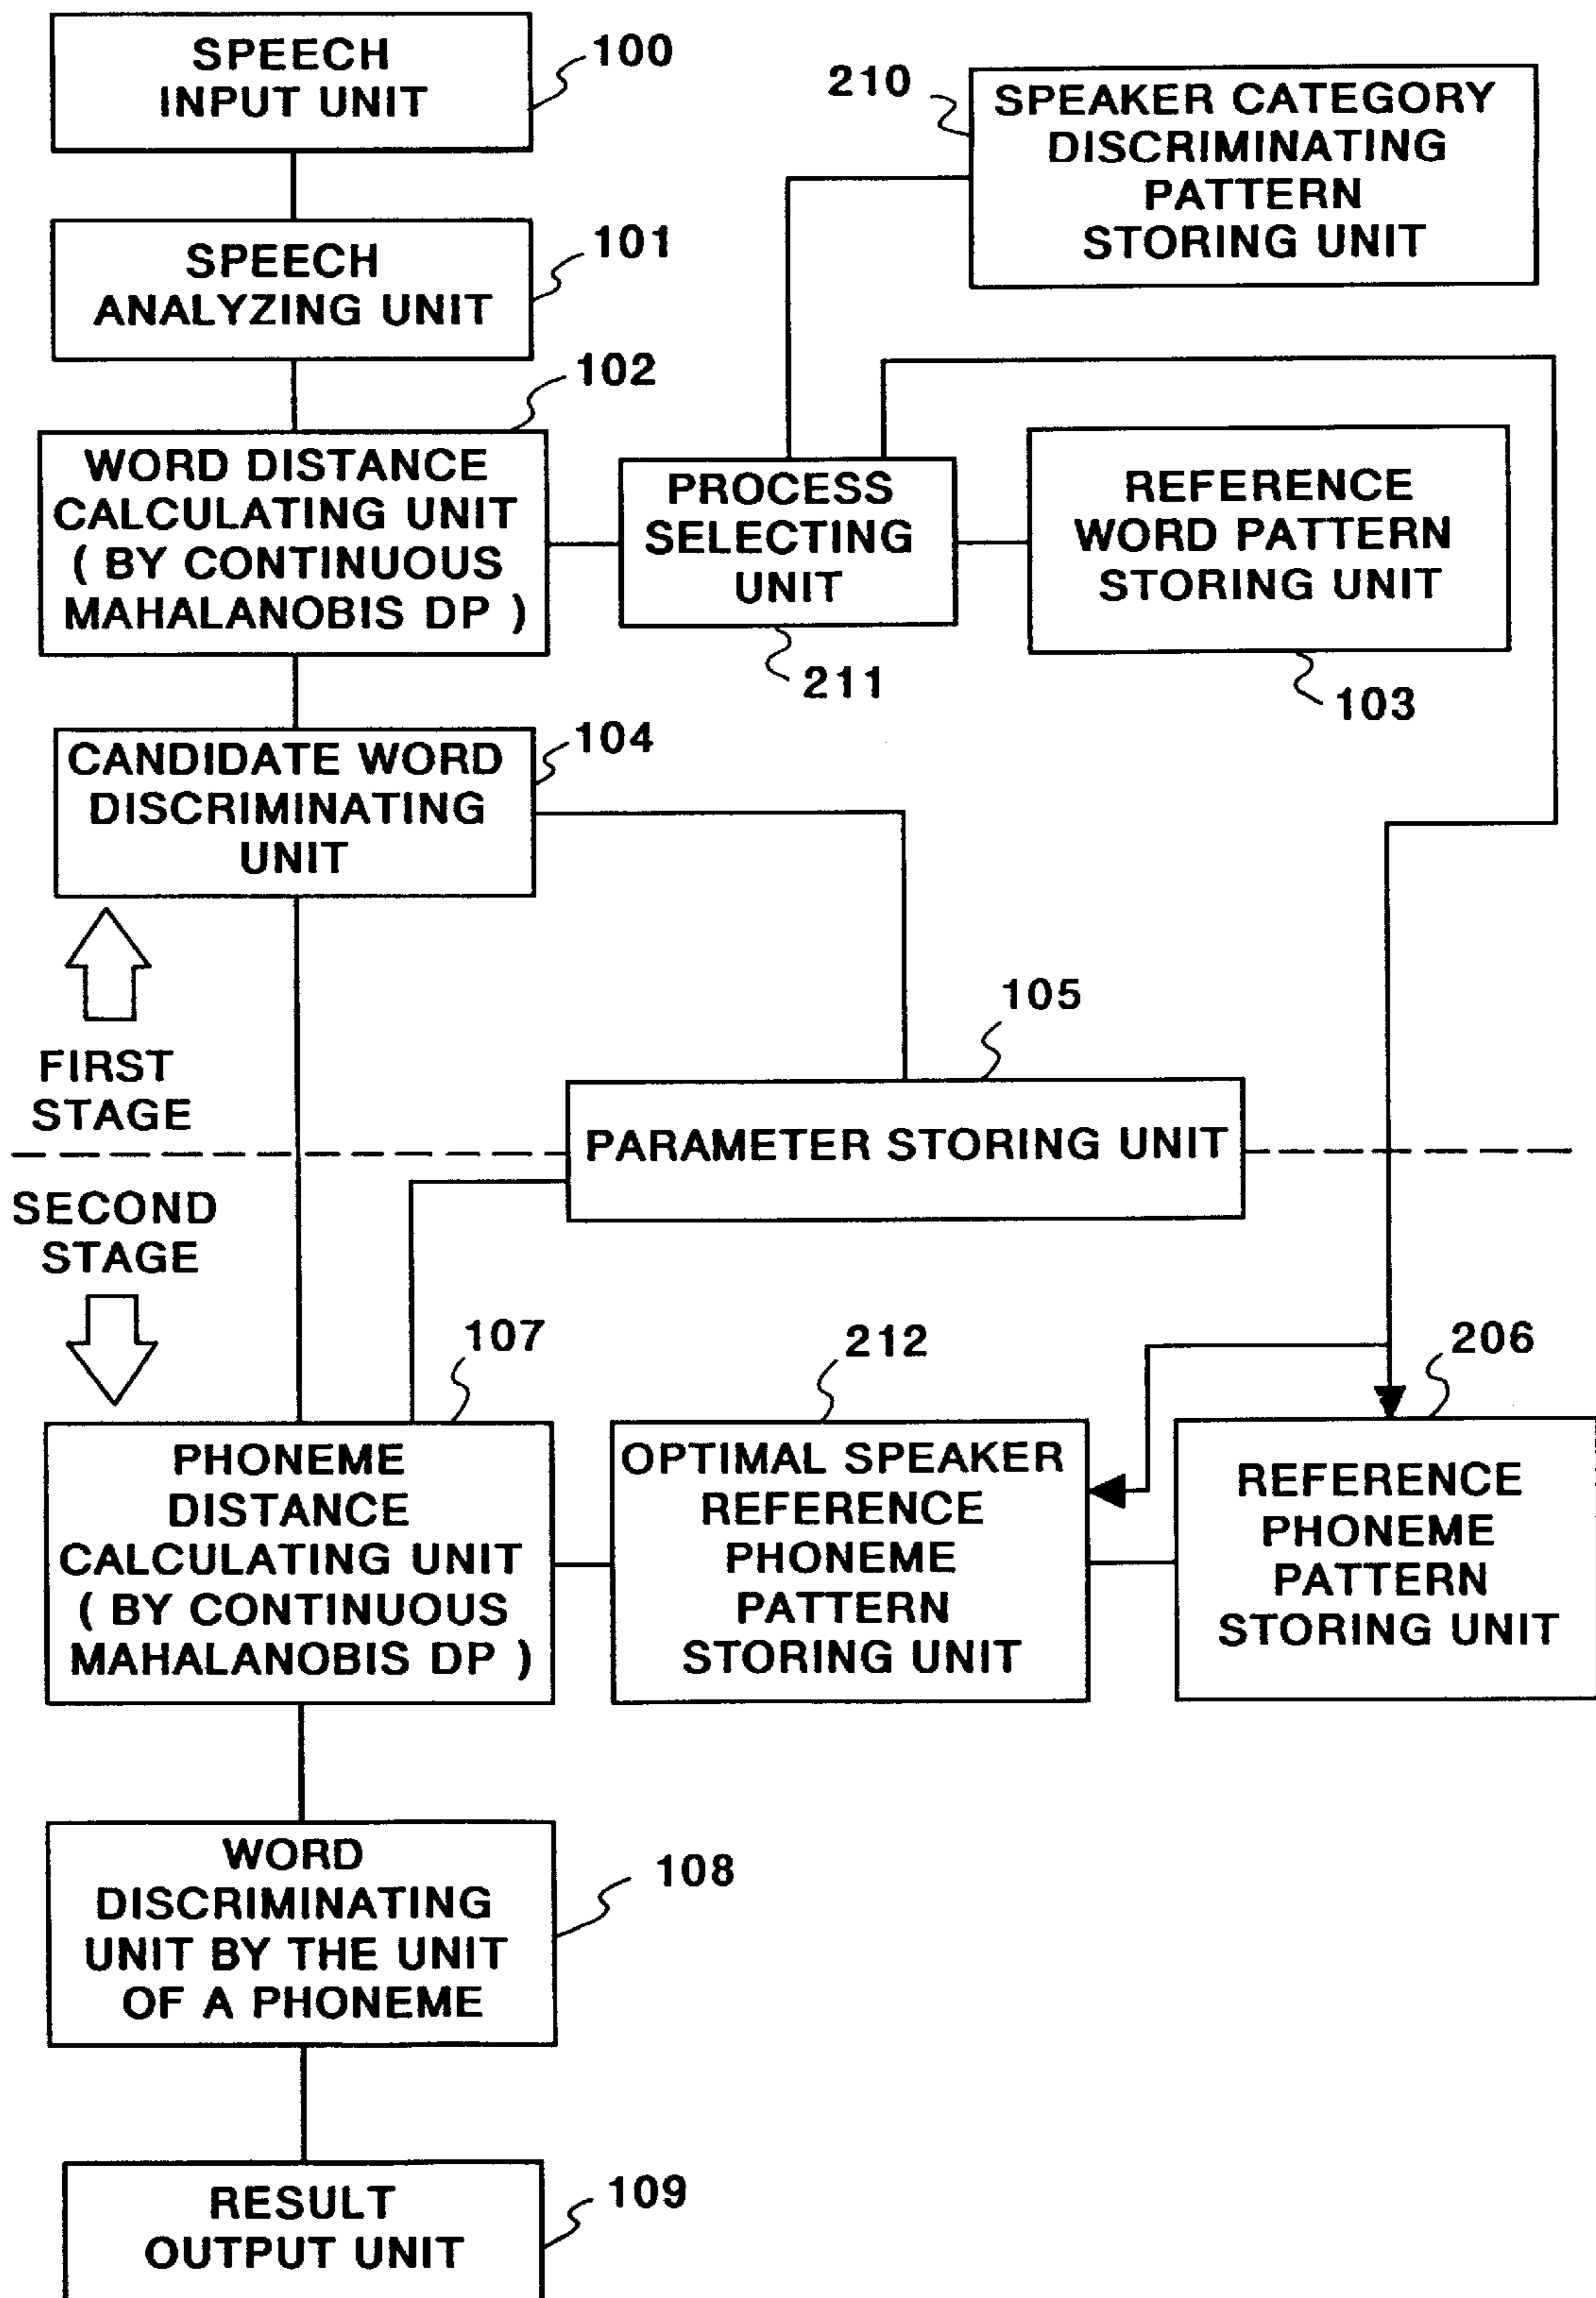 SPEECH
INPUT UNIT
100
210
SPEAKER CATEGORY
DISCRIMINATING
PATTERN
STORING UNIT
SPEECH
ANALYZING UNIT
101
102
WORD DISTANCE
CALCULATING UNIT
( BY CONTINUOUS
MAHALANOBIS DP )
PROCESS
SELECTING
UNIT
211
REFERENCE
WORD PATTERN
STORING UNIT
103
CANDIDATE WORD
DISCRIMINATING
UNIT
104
FIRST
STAGE
105
PARAMETER STORING UNIT
SECOND
STAGE
107
212
206
PHONEME
DISTANCE
CALCULATING UNIT
( BY CONTINUOUS
MAHALANOBIS DP )
OPTIMAL SPEAKER
REFERENCE
PHONEME
PATTERN
STORING UNIT
REFERENCE
PHONEME
PATTERN
STORING UNIT
WORD
DISCRIMINATING
UNIT BY THE UNIT
OF A PHONEME
108
RESULT
OUTPUT UNIT
109